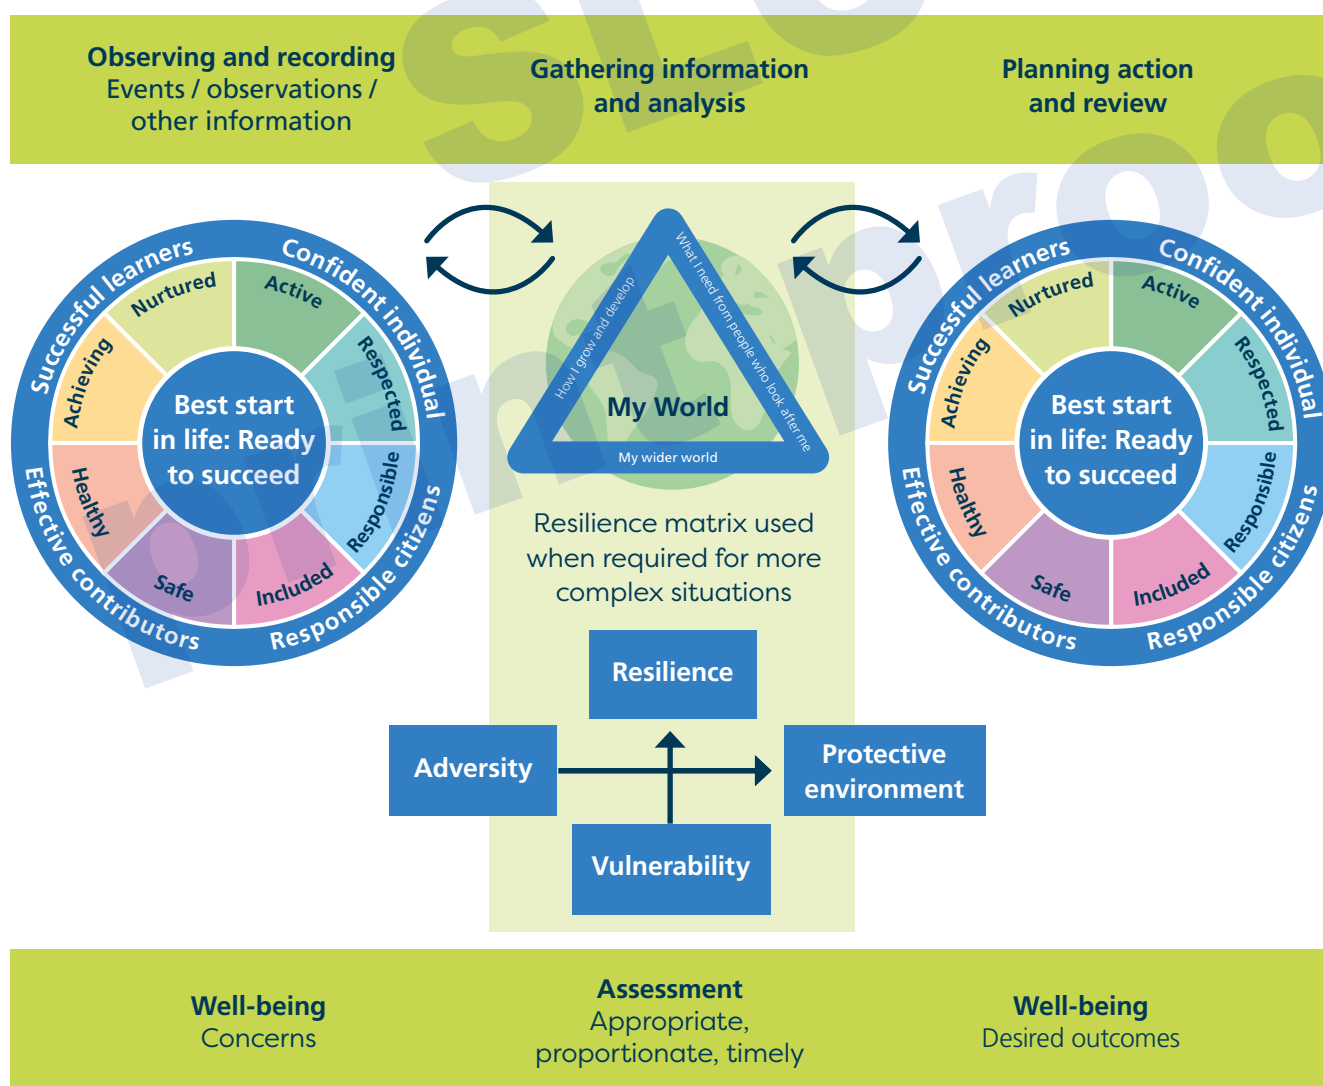 Observing and recording
Events / observations /
other information
Gathering information
and analysis
Planning action
and review
Successful learners
Confident individual
Effective contributors
Responsible citizens
Nurtured
Active
Respected
Responsible
Included
Safe
Healthy
Achieving
Best start
in life: Ready
to succeed
How I grow and develop
What I need from people who look after me
My World
My wider world
Successful learners
Confident individual
Effective contributors
Responsible citizens
Nurtured
Active
Respected
Responsible
Included
Safe
Healthy
Achieving
Best start
in life: Ready
to succeed
Resilience matrix used
when required for more
complex situations
Resilience
Adversity
Protective
environment
Vulnerability
Well-being
Concerns
Assessment
Appropriate,
proportionate, timely
Well-being
Desired outcomes
print proo